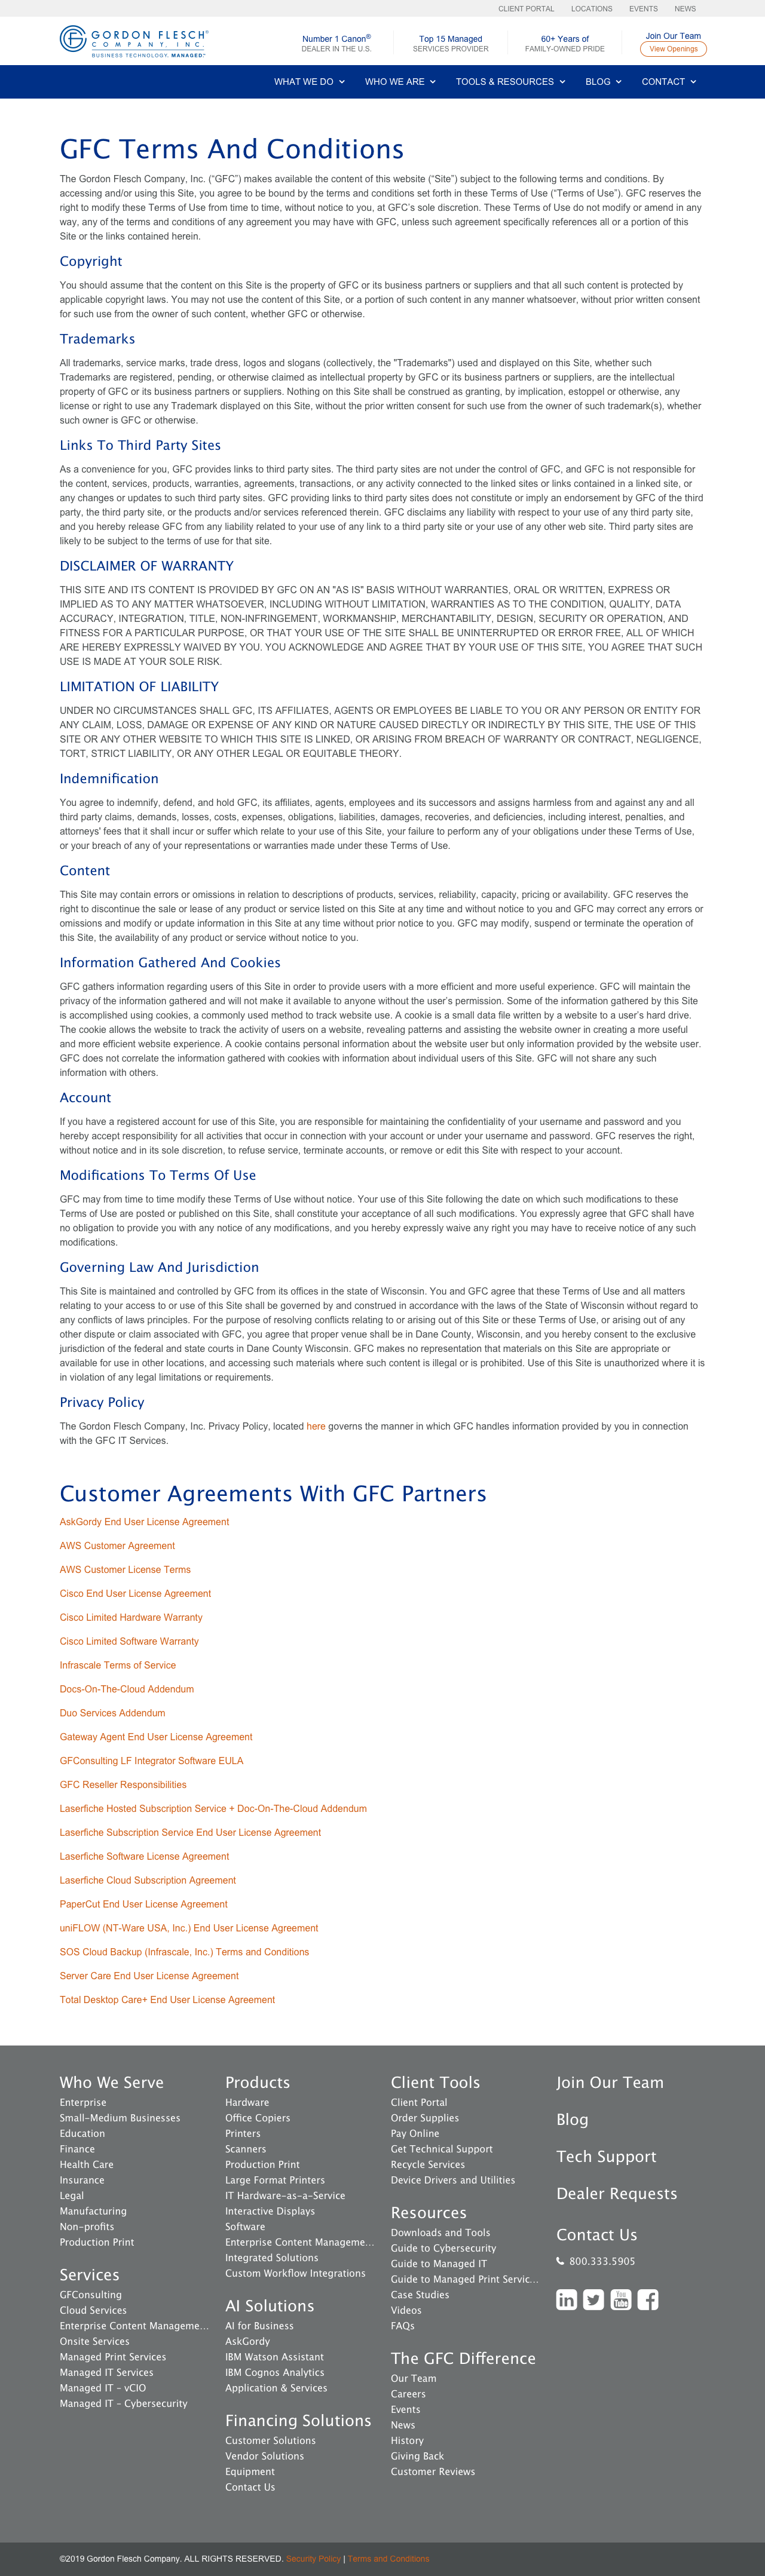 CLIENT PORTAL LOCATIONS EVENTS NEWS
GORDON FLESCH®
COMPANY, INC.
BUSINESS TECHNOLOGY. MANAGED.™
Number 1 Canon®
DEALER IN THE U.S.
Top 15 Managed
SERVICES PROVIDER
60+ Years of
FAMILY-OWNED PRIDE
Join Our Team
View Openings
WHAT WE DO WHO WE ARE TOOLS & RESOURCES BLOG CONTACT
GFC Terms And Conditions
The Gordon Flesch Company, Inc. (“GFC”) makes available the content of this website (“Site”) subject to the following terms and conditions. By
accessing and/or using this Site, you agree to be bound by the terms and conditions set forth in these Terms of Use (“Terms of Use”). GFC reserves the
right to modify these Terms of Use from time to time, without notice to you, at GFC’s sole discretion. These Terms of Use do not modify or amend in any
way, any of the terms and conditions of any agreement you may have with GFC, unless such agreement specifically references all or a portion of this
Site or the links contained herein.
Copyright
You should assume that the content on this Site is the property of GFC or its business partners or suppliers and that all such content is protected by
applicable copyright laws. You may not use the content of this Site, or a portion of such content in any manner whatsoever, without prior written consent
for such use from the owner of such content, whether GFC or otherwise.
Trademarks
All trademarks, service marks, trade dress, logos and slogans (collectively, the "Trademarks") used and displayed on this Site, whether such
Trademarks are registered, pending, or otherwise claimed as intellectual property by GFC or its business partners or suppliers, are the intellectual
property of GFC or its business partners or suppliers. Nothing on this Site shall be construed as granting, by implication, estoppel or otherwise, any
license or right to use any Trademark displayed on this Site, without the prior written consent for such use from the owner of such trademark(s), whether
such owner is GFC or otherwise.
Links To Third Party Sites
As a convenience for you, GFC provides links to third party sites. The third party sites are not under the control of GFC, and GFC is not responsible for
the content, services, products, warranties, agreements, transactions, or any activity connected to the linked sites or links contained in a linked site, or
any changes or updates to such third party sites. GFC providing links to third party sites does not constitute or imply an endorsement by GFC of the third
party, the third party site, or the products and/or services referenced therein. GFC disclaims any liability with respect to your use of any third party site,
and you hereby release GFC from any liability related to your use of any link to a third party site or your use of any other web site. Third party sites are
likely to be subject to the terms of use for that site.
DISCLAIMER OF WARRANTY
THIS SITE AND ITS CONTENT IS PROVIDED BY GFC ON AN "AS IS" BASIS WITHOUT WARRANTIES, ORAL OR WRITTEN, EXPRESS OR
IMPLIED AS TO ANY MATTER WHATSOEVER, INCLUDING WITHOUT LIMITATION, WARRANTIES AS TO THE CONDITION, QUALITY, DATA
ACCURACY, INTEGRATION, TITLE, NON-INFRINGEMENT, WORKMANSHIP, MERCHANTABILITY, DESIGN, SECURITY OR OPERATION, AND
FITNESS FOR A PARTICULAR PURPOSE, OR THAT YOUR USE OF THE SITE SHALL BE UNINTERRUPTED OR ERROR FREE, ALL OF WHICH
ARE HEREBY EXPRESSLY WAIVED BY YOU. YOU ACKNOWLEDGE AND AGREE THAT BY YOUR USE OF THIS SITE, YOU AGREE THAT SUCH
USE IS MADE AT YOUR SOLE RISK.
LIMITATION OF LIABILITY
UNDER NO CIRCUMSTANCES SHALL GFC, ITS AFFILIATES, AGENTS OR EMPLOYEES BE LIABLE TO YOU OR ANY PERSON OR ENTITY FOR
ANY CLAIM, LOSS, DAMAGE OR EXPENSE OF ANY KIND OR NATURE CAUSED DIRECTLY OR INDIRECTLY BY THIS SITE, THE USE OF THIS
SITE OR ANY OTHER WEBSITE TO WHICH THIS SITE IS LINKED, OR ARISING FROM BREACH OF WARRANTY OR CONTRACT, NEGLIGENCE,
TORT, STRICT LIABILITY, OR ANY OTHER LEGAL OR EQUITABLE THEORY.
Indemnification
You agree to indemnify, defend, and hold GFC, its affiliates, agents, employees and its successors and assigns harmless from and against any and all
third party claims, demands, losses, costs, expenses, obligations, liabilities, damages, recoveries, and deficiencies, including interest, penalties, and
attorneys' fees that it shall incur or suffer which relate to your use of this Site, your failure to perform any of your obligations under these Terms of Use,
or your breach of any of your representations or warranties made under these Terms of Use.
Content
This Site may contain errors or omissions in relation to descriptions of products, services, reliability, capacity, pricing or availability. GFC reserves the
right to discontinue the sale or lease of any product or service listed on this Site at any time and without notice to you and GFC may correct any errors or
omissions and modify or update information in this Site at any time without prior notice to you. GFC may modify, suspend or terminate the operation of
this Site, the availability of any product or service without notice to you.
Information Gathered And Cookies
GFC gathers information regarding users of this Site in order to provide users with a more efficient and more useful experience. GFC will maintain the
privacy of the information gathered and will not make it available to anyone without the user’s permission. Some of the information gathered by this Site
is accomplished using cookies, a commonly used method to track website use. A cookie is a small data file written by a website to a user’s hard drive.
The cookie allows the website to track the activity of users on a website, revealing patterns and assisting the website owner in creating a more useful
and more efficient website experience. A cookie contains personal information about the website user but only information provided by the website user.
GFC does not correlate the information gathered with cookies with information about individual users of this Site. GFC will not share any such
information with others.
Account
If you have a registered account for use of this Site, you are responsible for maintaining the confidentiality of your username and password and you
hereby accept responsibility for all activities that occur in connection with your account or under your username and password. GFC reserves the right,
without notice and in its sole discretion, to refuse service, terminate accounts, or remove or edit this Site with respect to your account.
Modifications To Terms Of Use
GFC may from time to time modify these Terms of Use without notice. Your use of this Site following the date on which such modifications to these
Terms of Use are posted or published on this Site, shall constitute your acceptance of all such modifications. You expressly agree that GFC shall have
no obligation to provide you with any notice of any modifications, and you hereby expressly waive any right you may have to receive notice of any such
modifications.
Governing Law And Jurisdiction
This Site is maintained and controlled by GFC from its offices in the state of Wisconsin. You and GFC agree that these Terms of Use and all matters
relating to your access to or use of this Site shall be governed by and construed in accordance with the laws of the State of Wisconsin without regard to
any conflicts of laws principles. For the purpose of resolving conflicts relating to or arising out of this Site or these Terms of Use, or arising out of any
other dispute or claim associated with GFC, you agree that proper venue shall be in Dane County, Wisconsin, and you hereby consent to the exclusive
jurisdiction of the federal and state courts in Dane County Wisconsin. GFC makes no representation that materials on this Site are appropriate or
available for use in other locations, and accessing such materials where such content is illegal or is prohibited. Use of this Site is unauthorized where it is
in violation of any legal limitations or requirements.
Privacy Policy
The Gordon Flesch Company, Inc. Privacy Policy, located here governs the manner in which GFC handles information provided by you in connection
with the GFC IT Services.
Customer Agreements With GFC Partners
AskGordy End User License Agreement
AWS Customer Agreement
AWS Customer License Terms
Cisco End User License Agreement
Cisco Limited Hardware Warranty
Cisco Limited Software Warranty
Infrascale Terms of Service
Docs-On-The-Cloud Addendum
Duo Services Addendum
Gateway Agent End User License Agreement
GFConsulting LF Integrator Software EULA
GFC Reseller Responsibilities
Laserfiche Hosted Subscription Service + Doc-On-The-Cloud Addendum
Laserfiche Subscription Service End User License Agreement
Laserfiche Software License Agreement
Laserfiche Cloud Subscription Agreement
PaperCut End User License Agreement
uniFLOW (NT-Ware USA, Inc.) End User License Agreement
SOS Cloud Backup (Infrascale, Inc.) Terms and Conditions
Server Care End User License Agreement
Total Desktop Care+ End User License Agreement
Who We Serve
Enterprise
Small-Medium Businesses
Education
Finance
Health Care
Insurance
Legal
Manufacturing
Non-profits
Production Print
Services
GFConsulting
Cloud Services
Enterprise Content Manageme...
Onsite Services
Managed Print Services
Managed IT Services
Managed IT - vCIO
Managed IT - Cybersecurity
Products
Hardware
Office Copiers
Printers
Scanners
Production Print
Large Format Printers
IT Hardware-as-a-Service
Interactive Displays
Software
Enterprise Content Manageme...
Integrated Solutions
Custom Workflow Integrations
AI Solutions
AI for Business
AskGordy
IBM Watson Assistant
IBM Cognos Analytics
Application & Services
Financing Solutions
Customer Solutions
Vendor Solutions
Equipment
Contact Us
Client Tools
Client Portal
Order Supplies
Pay Online
Get Technical Support
Recycle Services
Device Drivers and Utilities
Resources
Downloads and Tools
Guide to Cybersecurity
Guide to Managed IT
Guide to Managed Print Servic...
Case Studies
Videos
FAQs
The GFC Difference
Our Team
Careers
Events
News
History
Giving Back
Customer Reviews
Join Our Team
Blog
Tech Support
Dealer Requests
Contact Us
800.333.5905
in
You
Tube
f
©2019 Gordon Flesch Company. ALL RIGHTS RESERVED. Security Policy | Terms and Conditions